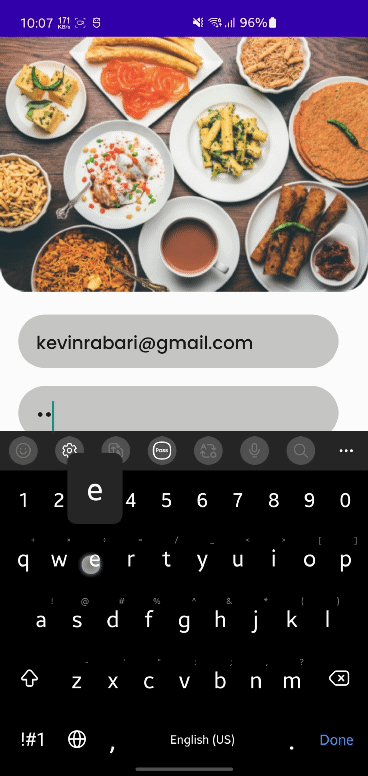 10:07 171 KB/s 96%
kevinrabari@gmail.com
••
Pass
e
1 2 4 5 6 7 8 9 0
+ × ÷ = / _ < > [ ]
q w e r t y u i o p
! @ # % ^ & * ( )
a s d f g h j k l
- ' " : ; , ?
z x c v b n m
!#1 , English (US) . Done